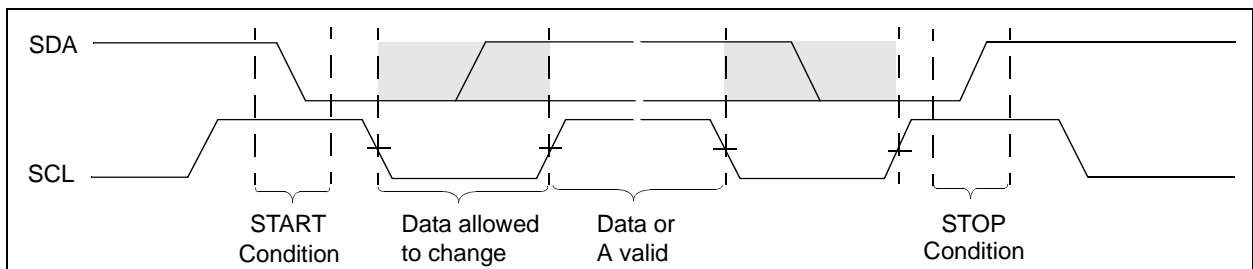 SDA
SCL
START
Condition
Data allowed
to change
Data or
A valid
STOP
Condition